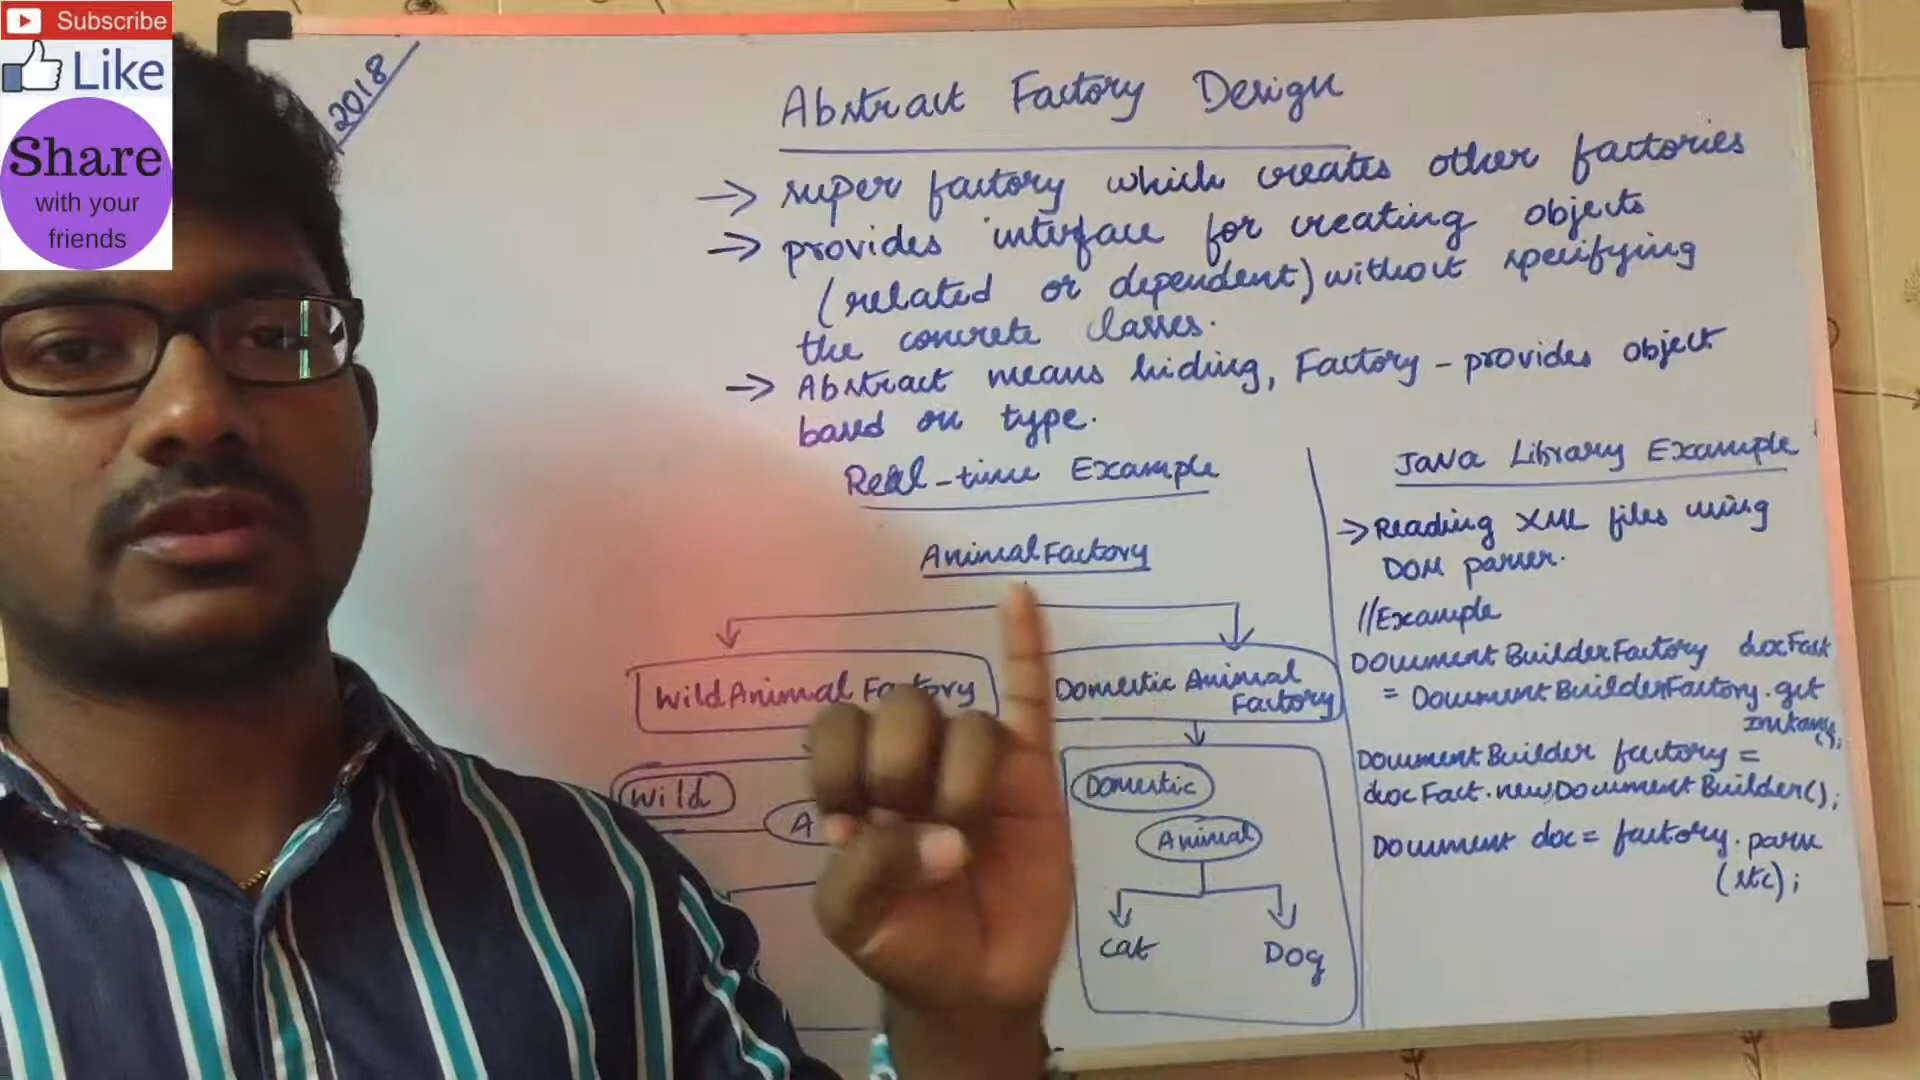 Subscribe
Like
Share
with your
friends
2018
Abstract Factory Design
→ super factory which creates other factories
→ provides interface for creating objects
(related or dependent) without specifying
the concrete classes.
→ Abstract means hiding, Factory - provides object
based on type.
Real-time Example
AnimalFactory
WildAnimal Factory
Domestic Animal
Factory
Wild
A
Domestic
Animal
cat
Dog
Java Library Example
→ Reading XML files using
DOM parser.
//Example
DocumentBuilderFactory docFact
= DocumentBuilderFactory.get
Instance
();
DocumentBuilder factory =
docFact.newDocumentBuilder();
Document doc = factory.parse
(etc);